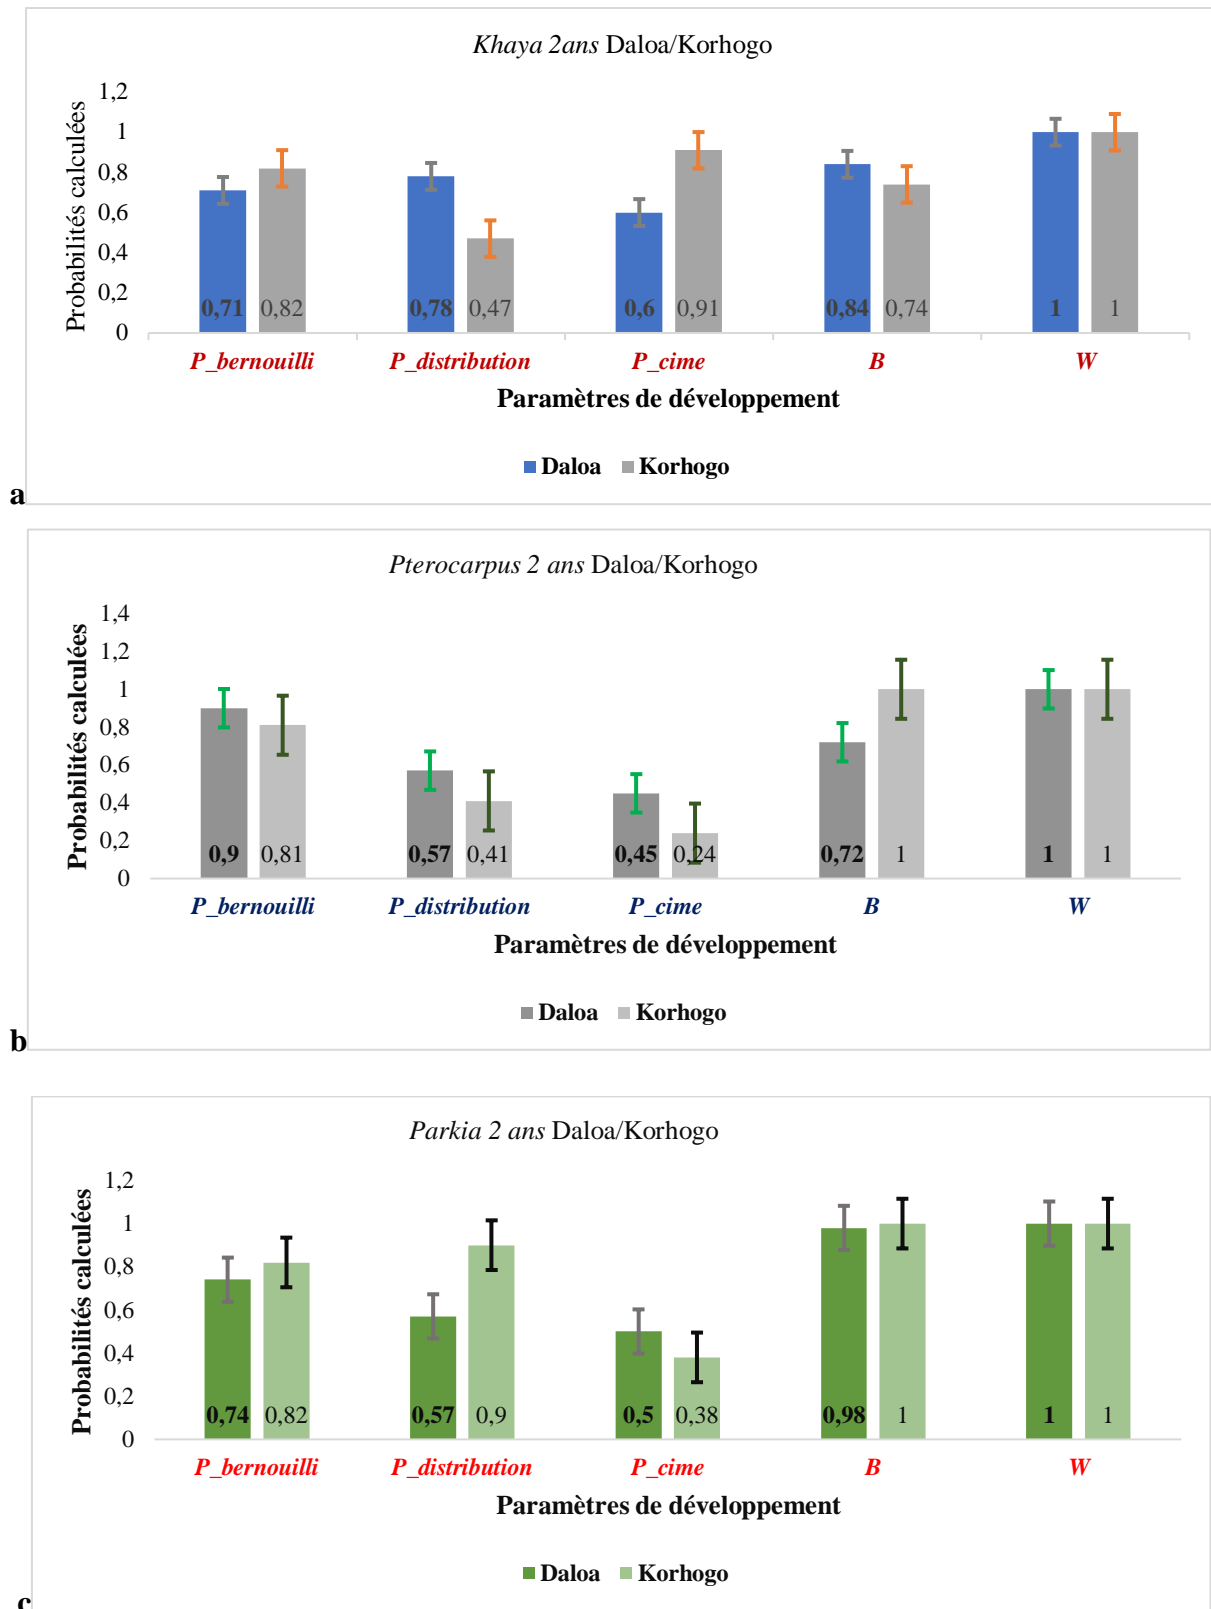 Khaya 2ans Daloa/Korhogo
Probabilités calculées
1,2
1
0,8
0,6
0,4
0,2
0
0,71 0,82 0,78 0,47 0,6 0,91 0,84 0,74 1 1
P_bernouilli P_distribution P_cime B W
Paramètres de développement
Daloa Korhogo
a
Pterocarpus 2 ans Daloa/Korhogo
Probabilités calculées
1,4
1,2
1
0,8
0,6
0,4
0,2
0
0,9 0,81 0,57 0,41 0,45 0,24 0,72 1 1 1
P_bernouilli P_distribution P_cime B W
Paramètres de développement
Daloa Korhogo
b
Parkia 2 ans Daloa/Korhogo
Probabilités calculées
1,2
1
0,8
0,6
0,4
0,2
0
0,74 0,82 0,57 0,9 0,5 0,38 0,98 1 1 1
P_bernouilli P_distribution P_cime B W
Paramètres de développement
Daloa Korhogo
c